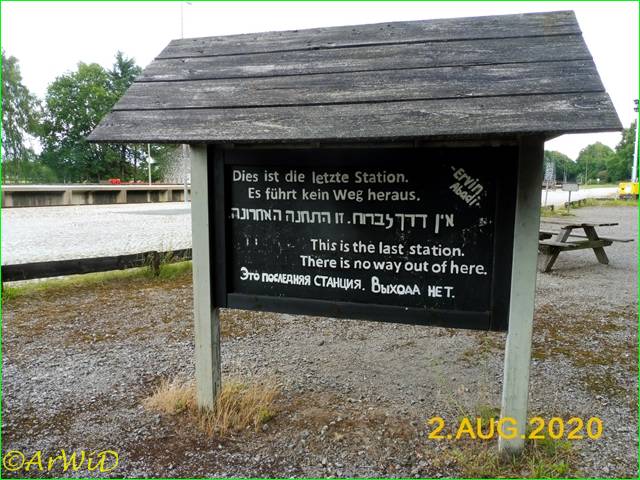 Dies ist die letzte Station.
Es führt kein Weg heraus.
-Ervin
Abadi-
אין דרך לברוח. זו התחנה האחרונה.
This is the last station.
There is no way out of here.
Это последняя станция. Выхода нет.
2.AUG.2020
©ArWiD